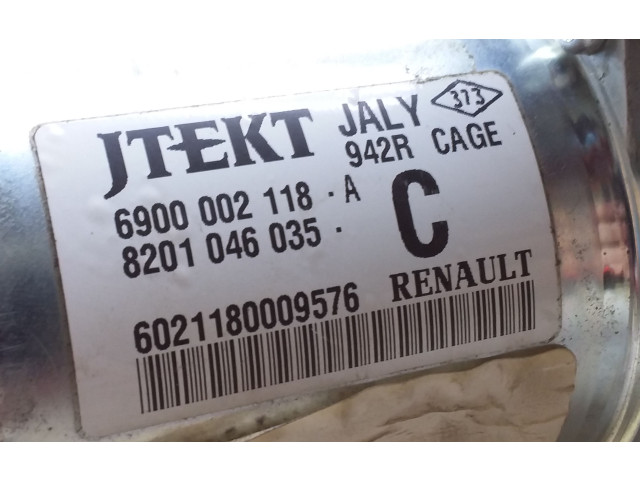 JTEKT JALY 373
942R CAGE
6900 002 118 - A
8201 046 035 -
C
6021180009576 RENAULT